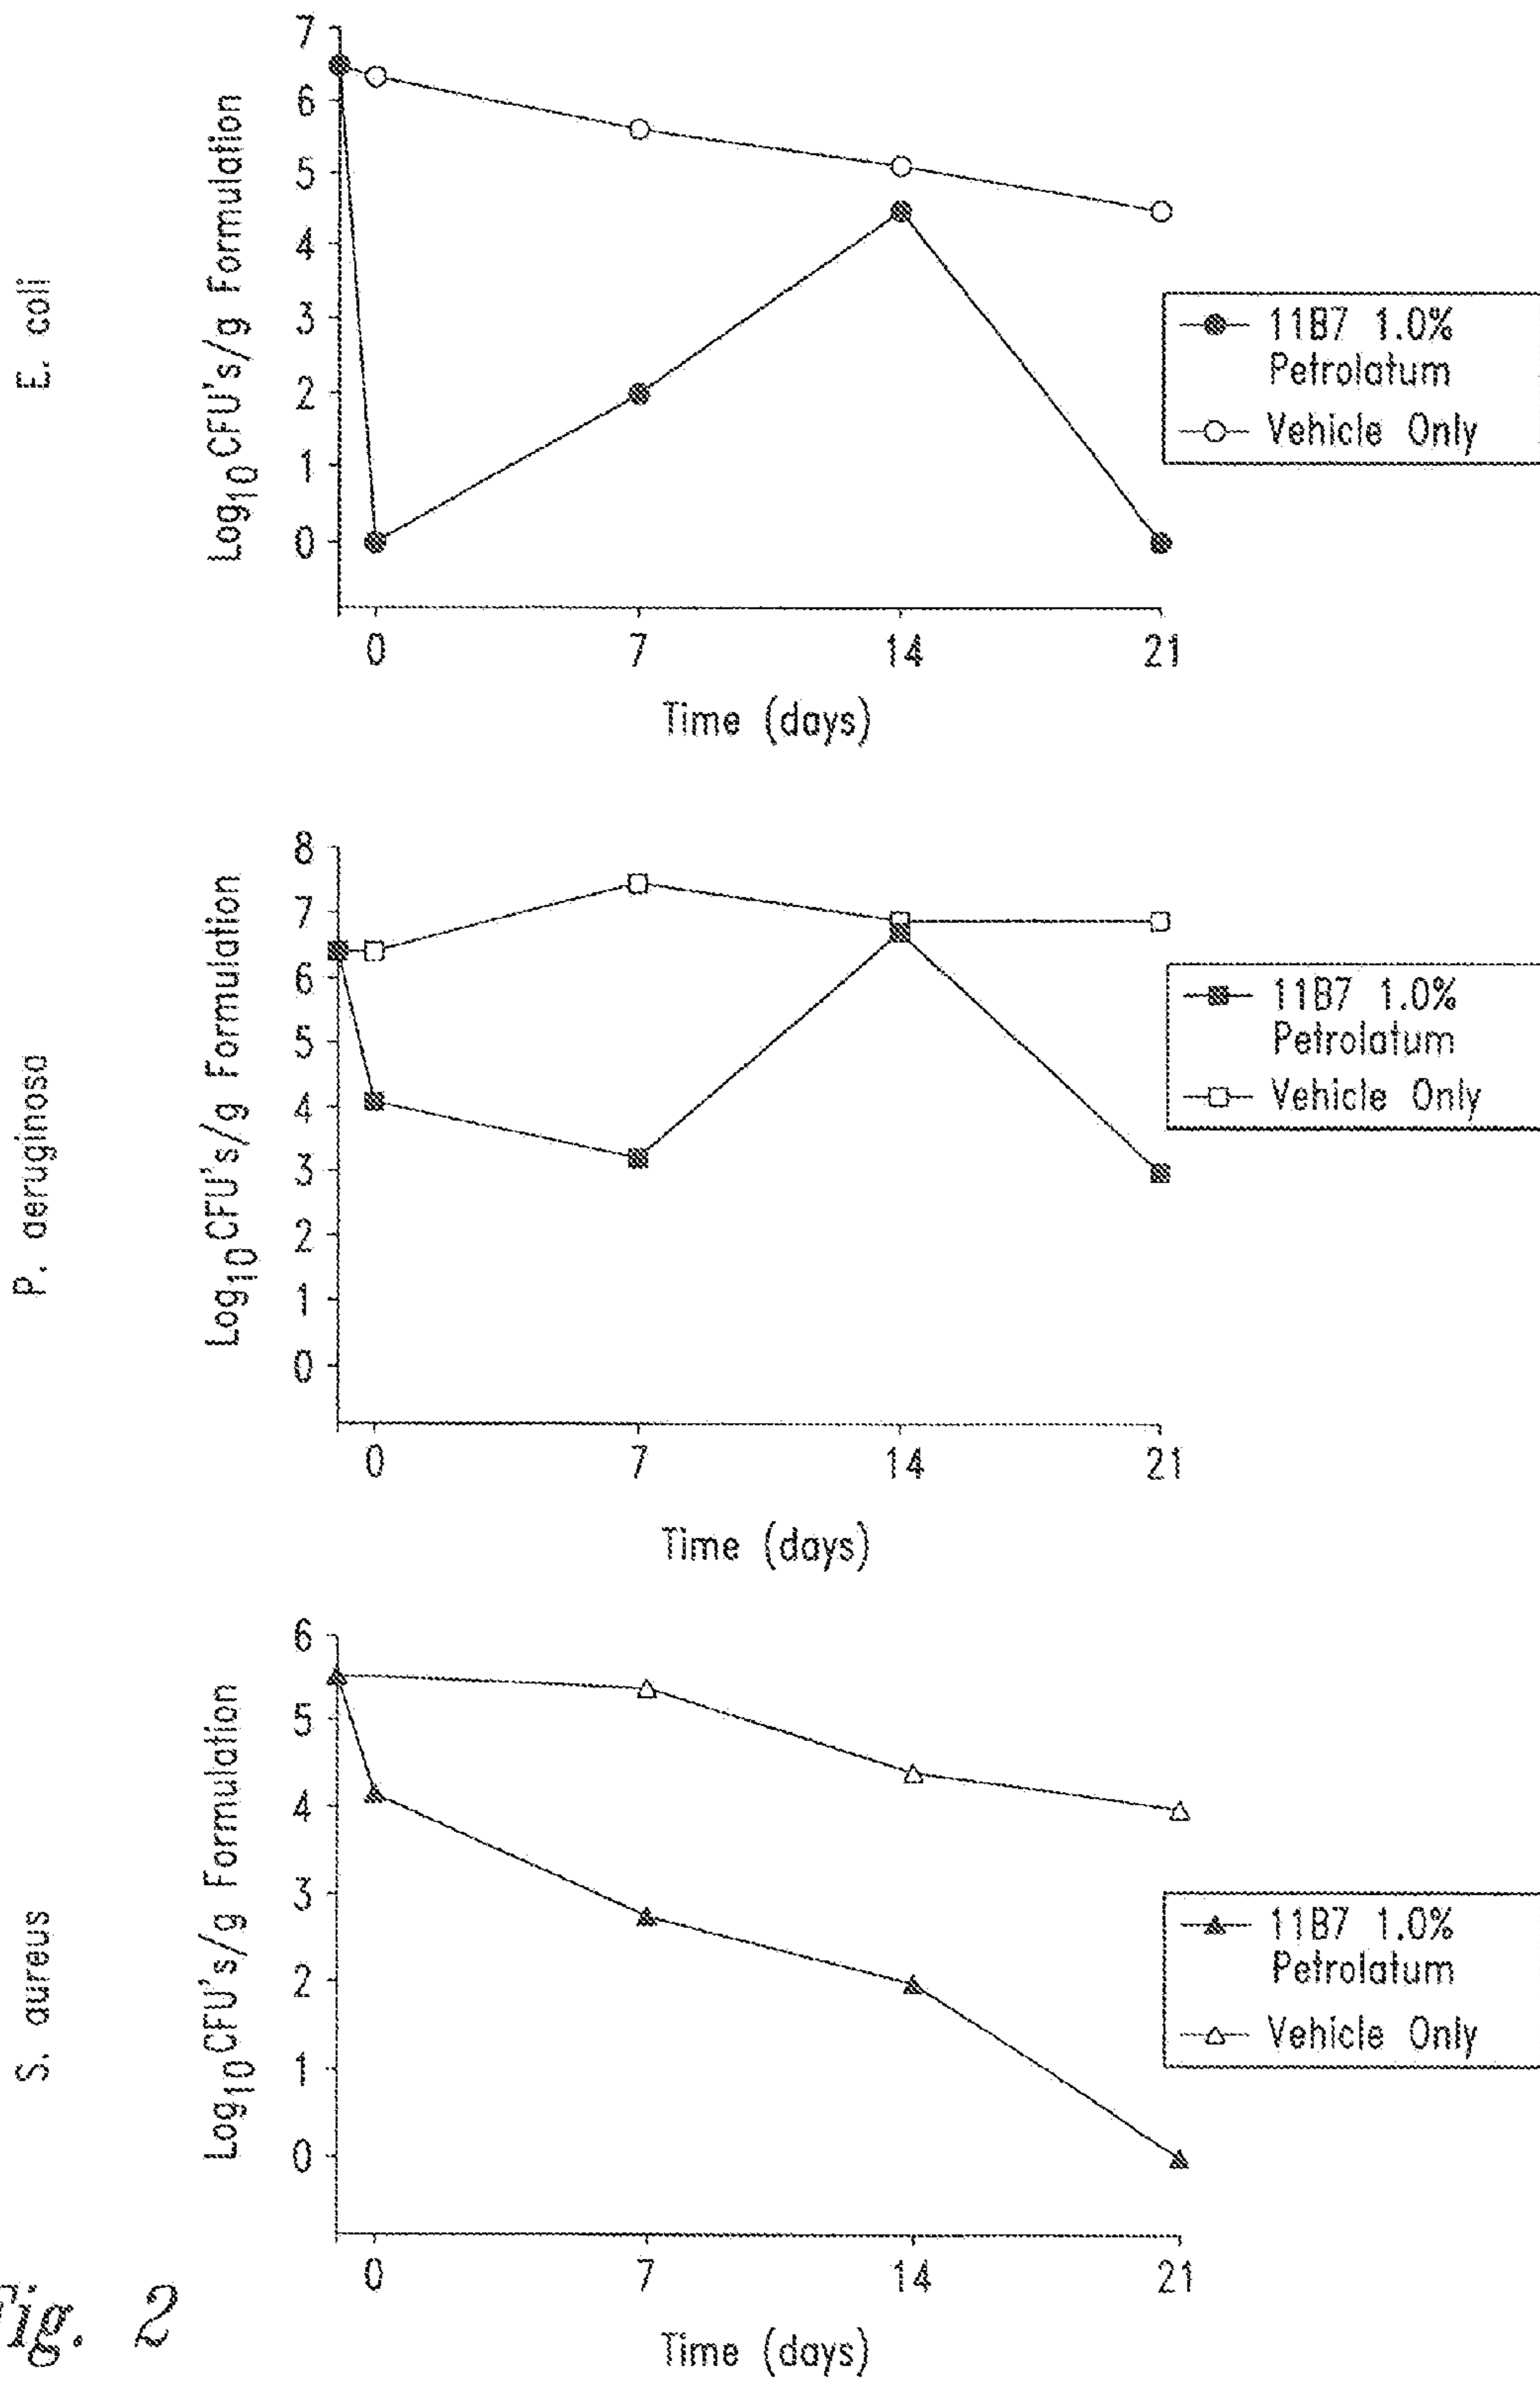 E. coli
Log10CFU's/g Formulation
7
6
5
4
3
2
1
0
0 7 14 21
Time (days)
11B7 1.0%
Petrolatum
Vehicle Only
P. aeruginosa
Log10CFU's/g Formulation
8
7
6
5
4
3
2
1
0
0 7 14 21
Time (days)
11B7 1.0%
Petrolatum
Vehicle Only
S. aureus
Log10CFU's/g Formulation
6
5
4
3
2
1
0
0 7 14 21
Time (days)
11B7 1.0%
Petrolatum
Vehicle Only
Fig. 2